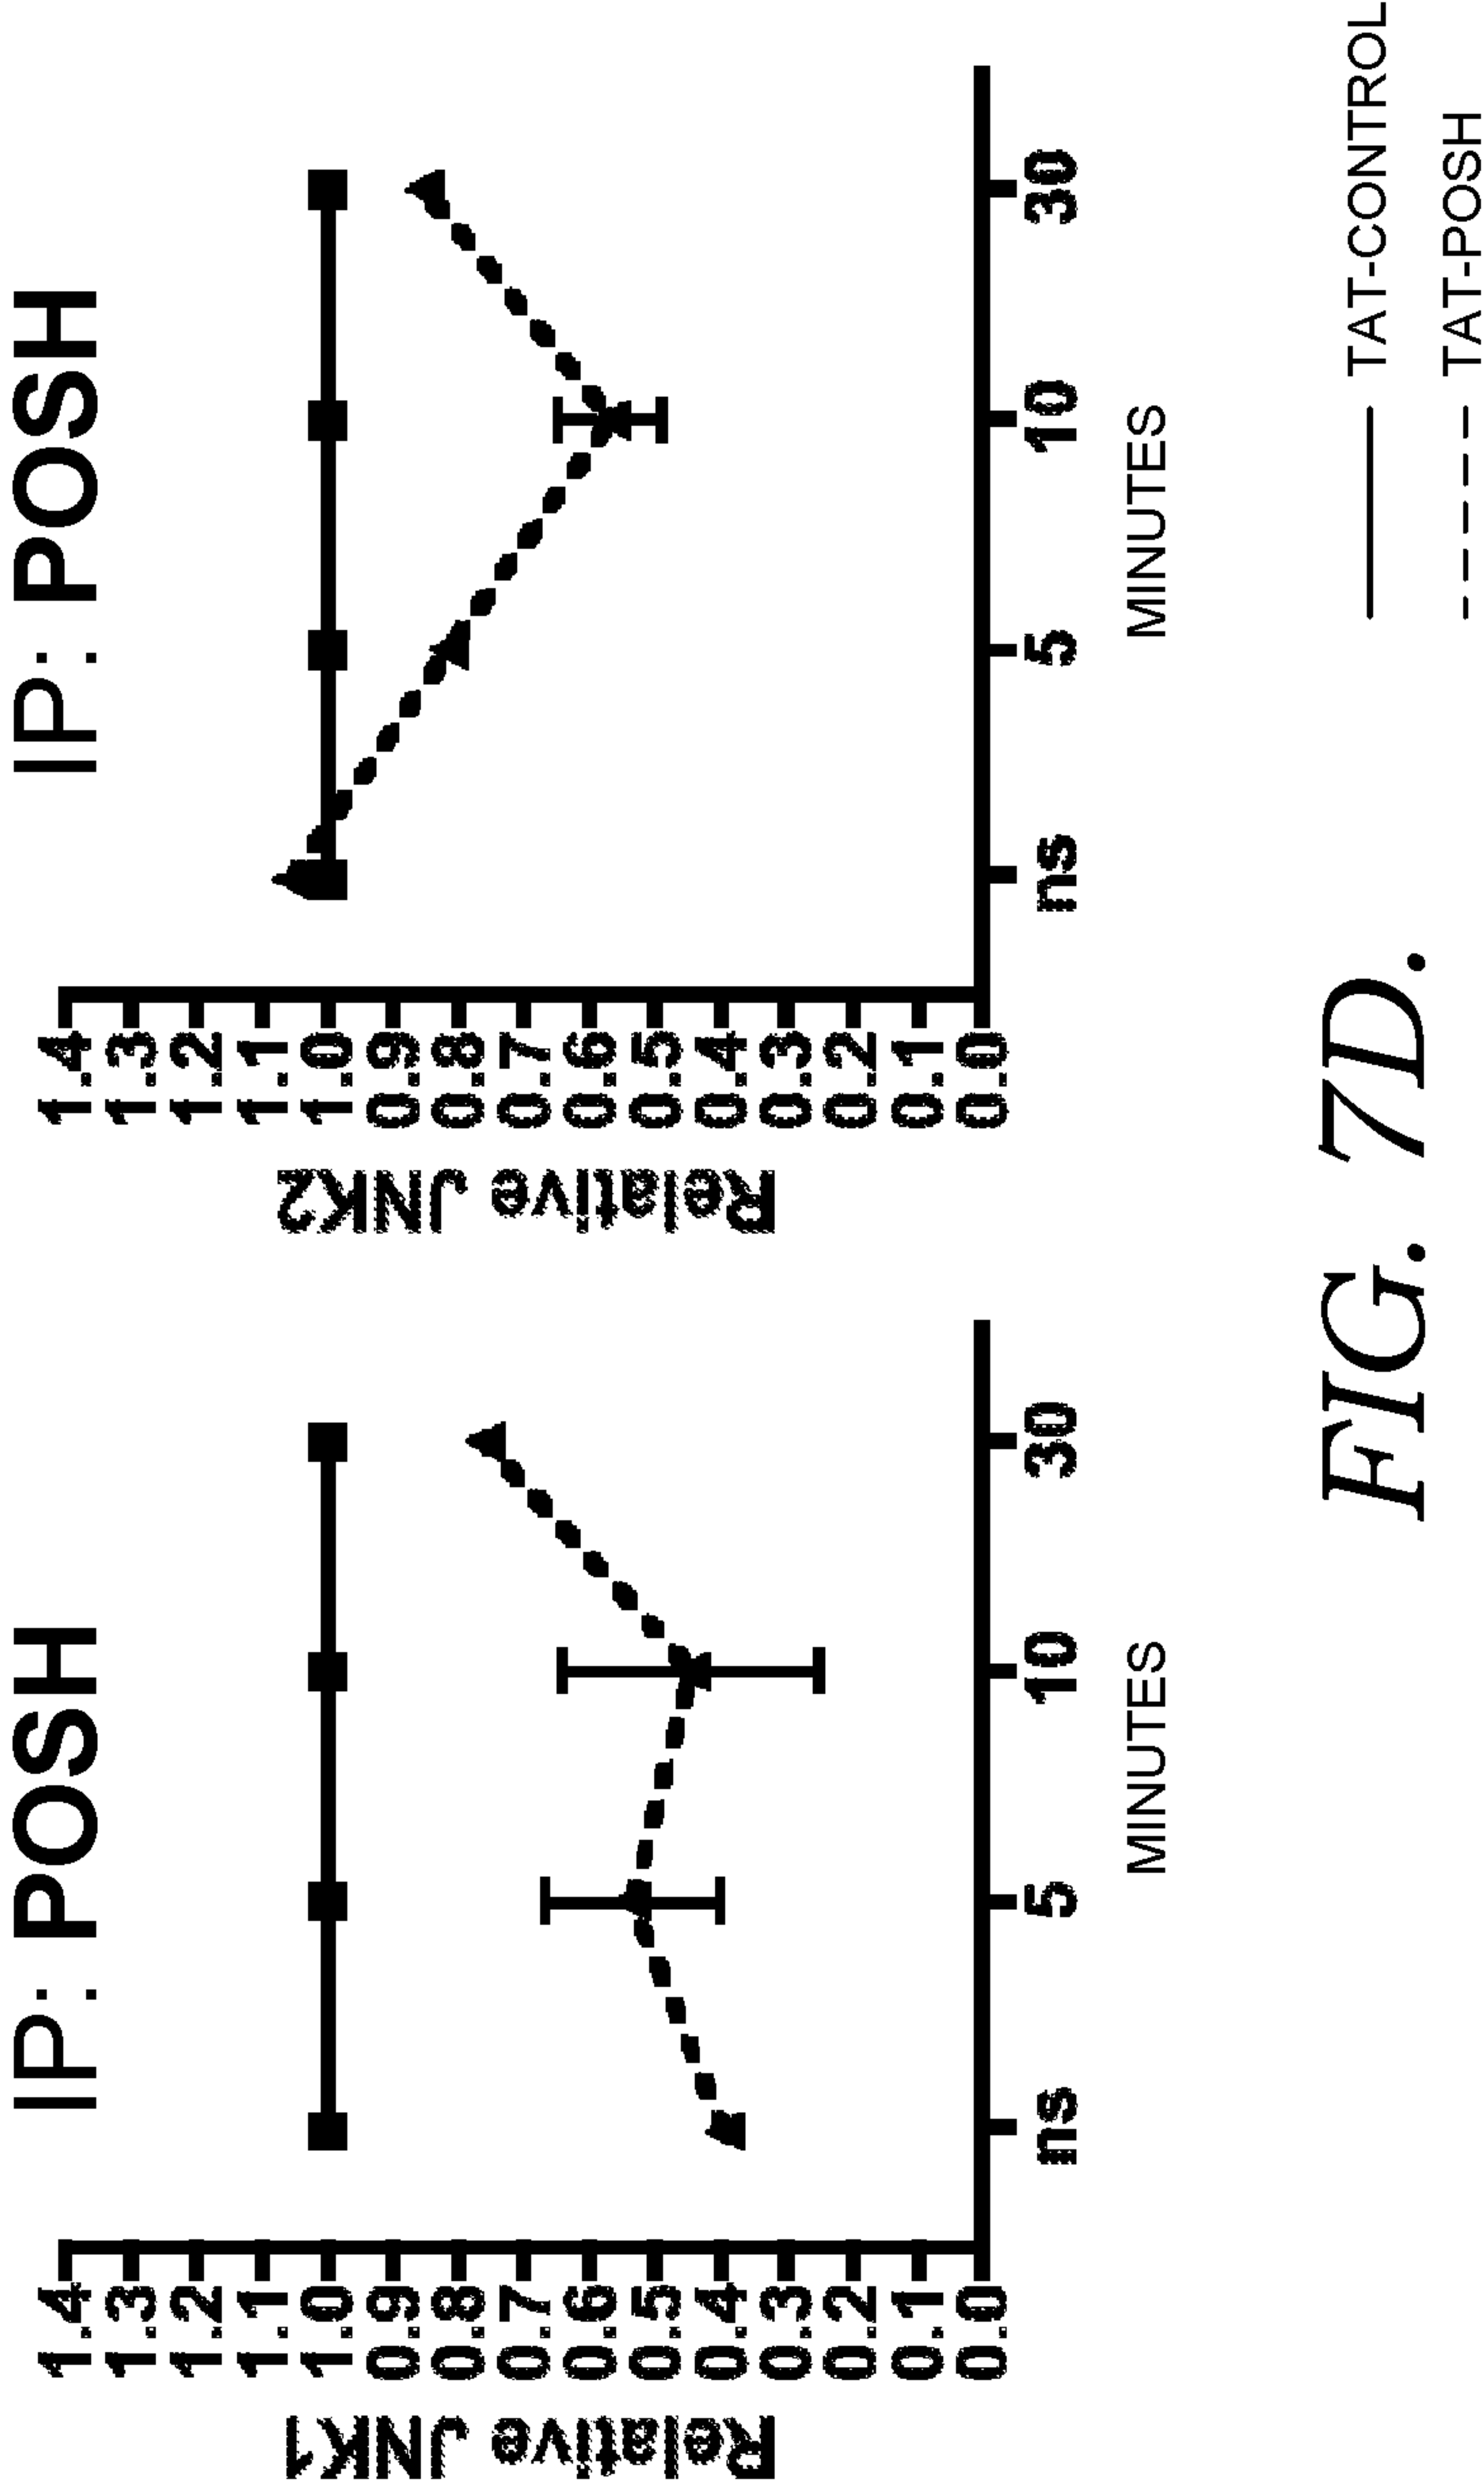 IP: POSH
Relative JNK1
1.4
1.3
1.2
1.1
1.0
0.9
0.8
0.7
0.6
0.5
0.4
0.3
0.2
0.1
0.0
ns 5 10 30
MINUTES
IP: POSH
Relative JNK2
1.4
1.3
1.2
1.1
1.0
0.9
0.8
0.7
0.6
0.5
0.4
0.3
0.2
0.1
0.0
ns 5 10 30
MINUTES
TAT-CONTROL
TAT-POSH
FIG. 7D.